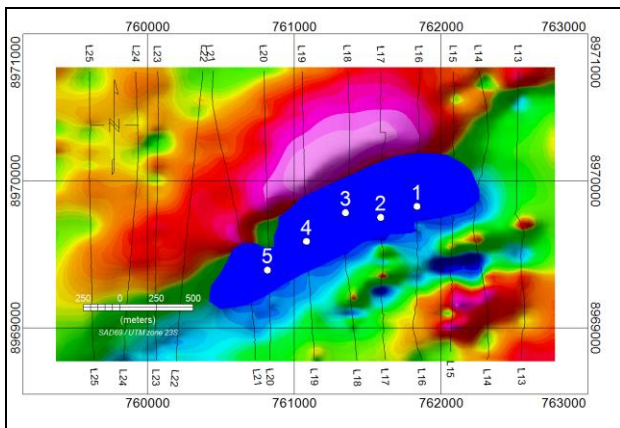 760000 761000 762000 763000
L25 L24 L23 L22 L21 L20 L19 L18 L17 L16 L15 L14 L13
8971000 8971000
8970000 8970000
1
3
2
4
5
250 0 250 500
(meters)
SAD69 / UTM zone 23S
8969000 8969000
L25 L24 L23 L22 L21 L20 L19 L18 L17 L16 L15 L14 L13
760000 761000 762000 763000